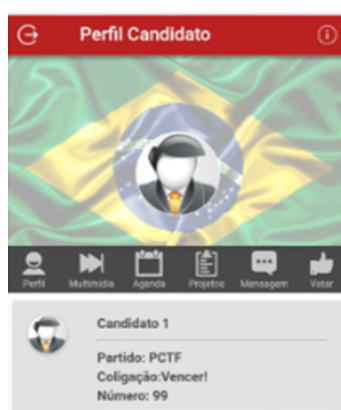 Perfil Candidato
Perfil Multimídia Agenda Projetos Mensagem Votar
Candidato 1
Partido: PCTF
Coligação:Vencer!
Número: 99